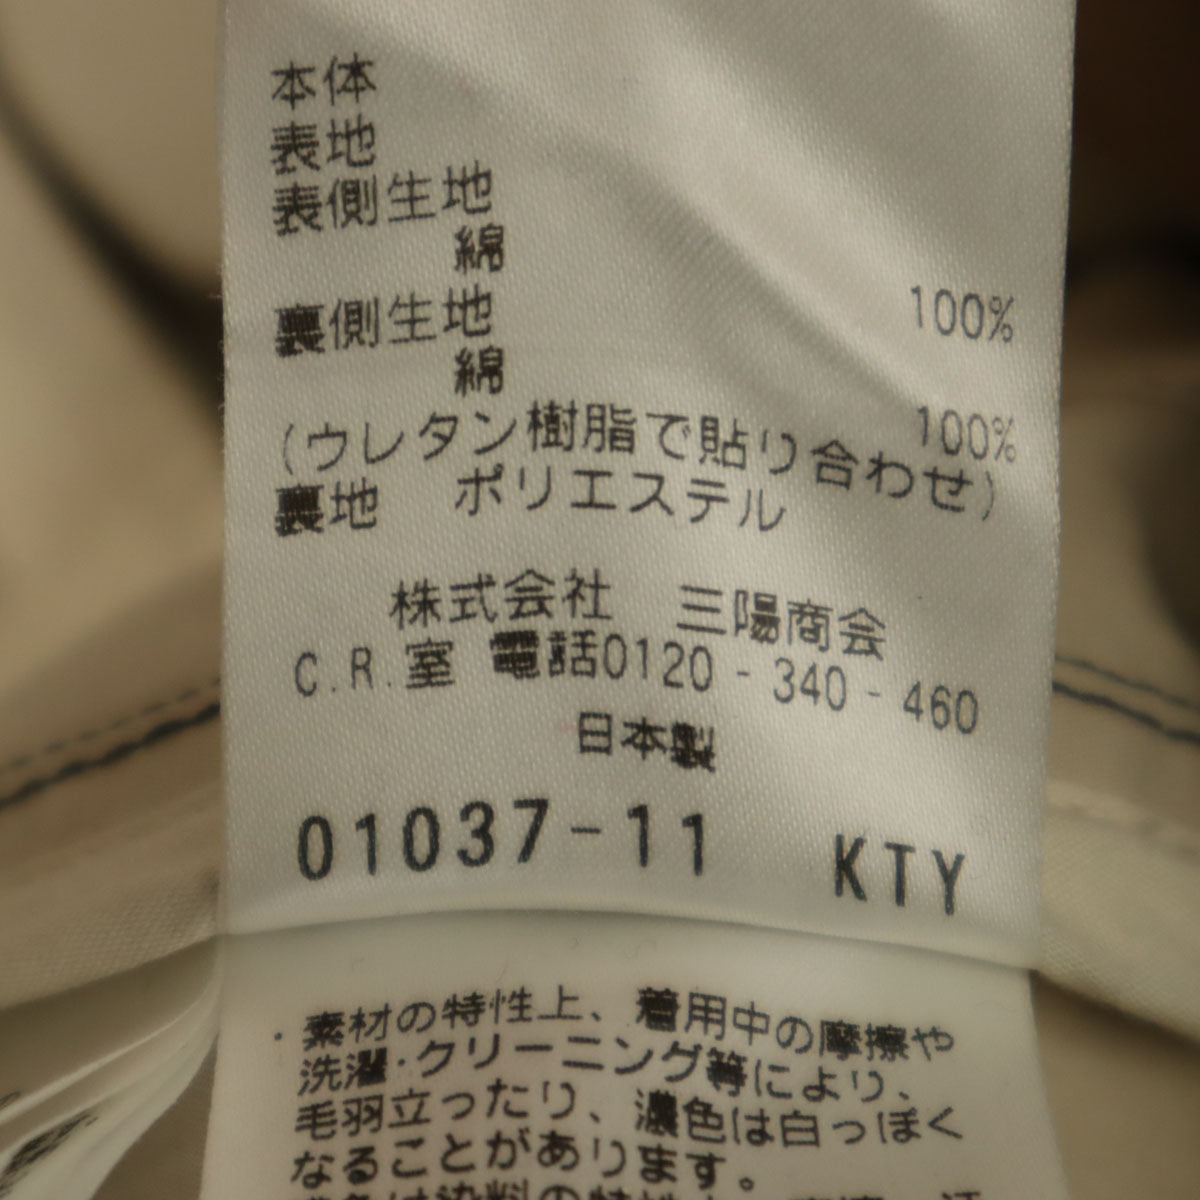 本体
表地
表側生地
綿 100%
裏側生地
綿 100%
(ウレタン樹脂で貼り合わせ)
裏地 ポリエステル
株式会社 三陽商会
C.R.室 電話0120-340-460
日本製
01037-11 KTY
・素材の特性上、着用中の摩擦や
洗濯・クリーニング等により、
毛羽立ったり、濃色は白っぽく
なることがあります。